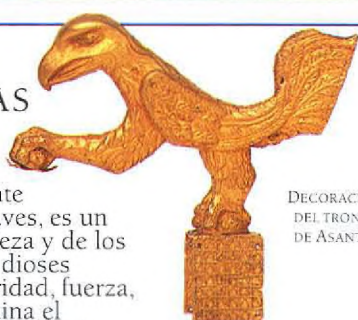 AS
te
ves, es un
eza y de los
dioses
ridad, fuerza,
ina el
DECORAC
DEL TRON
DE ASANT